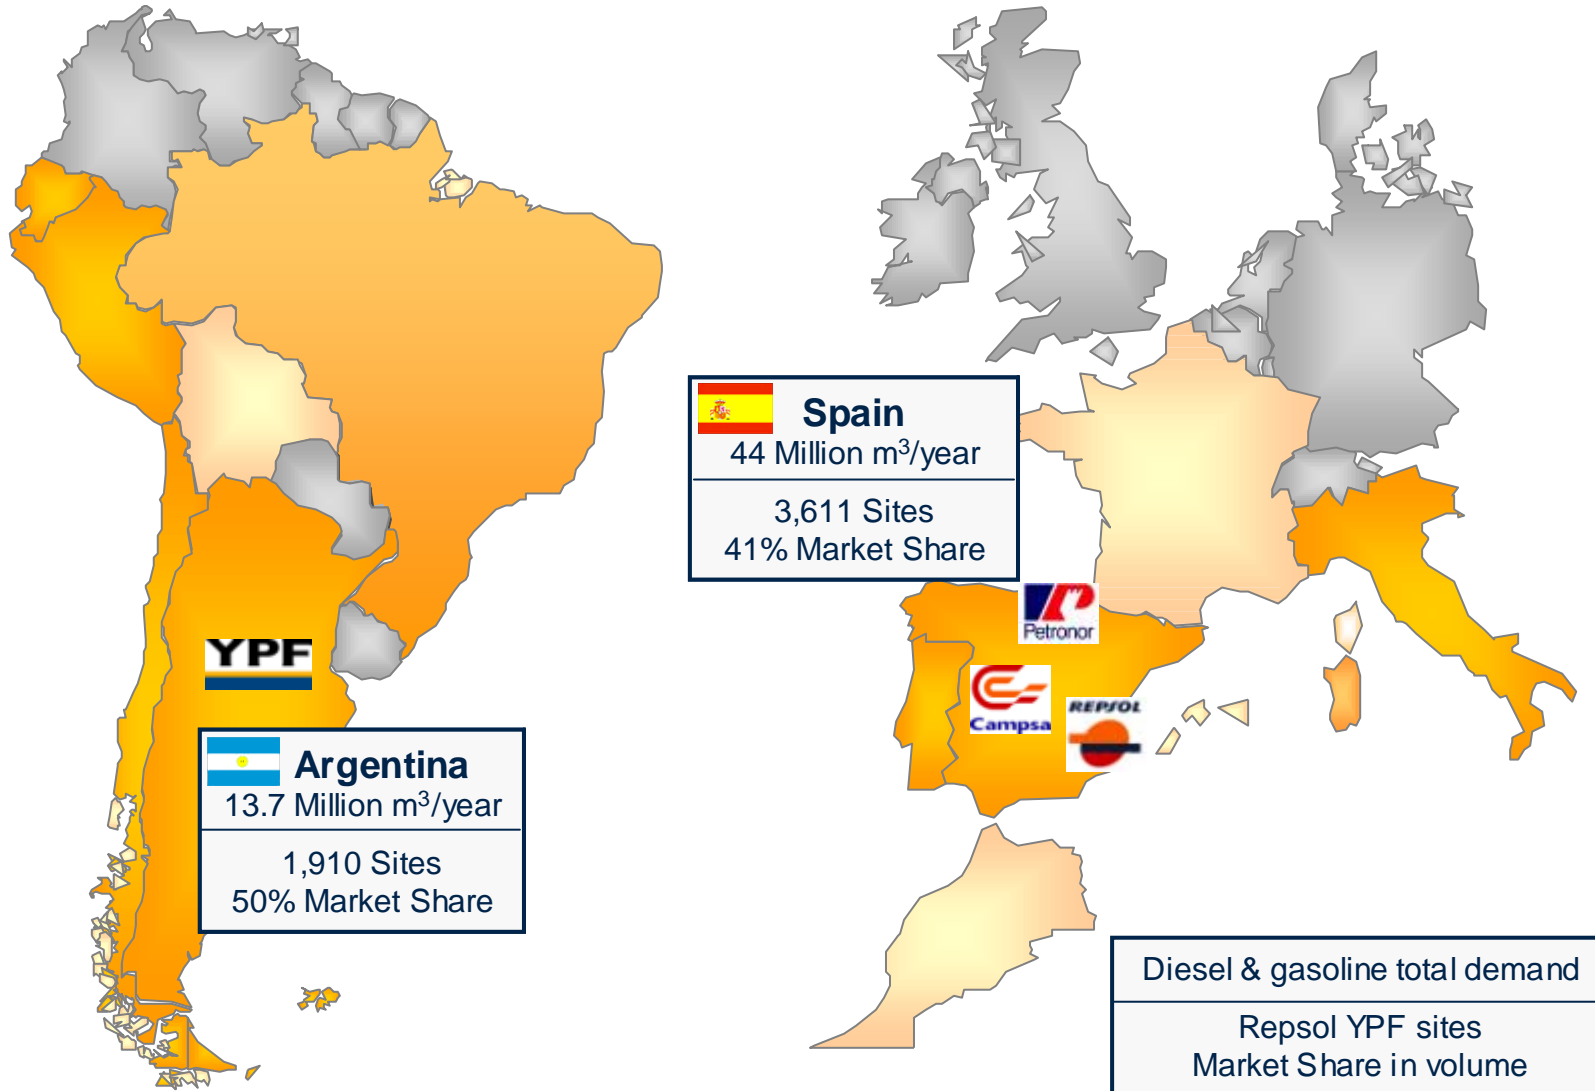 Spain
44 Million m³/year
3,611 Sites
41% Market Share
Petronor
Campsa
REPSOL
YPF
Argentina
13.7 Million m³/year
1,910 Sites
50% Market Share
Diesel & gasoline total demand
Repsol YPF sites
Market Share in volume